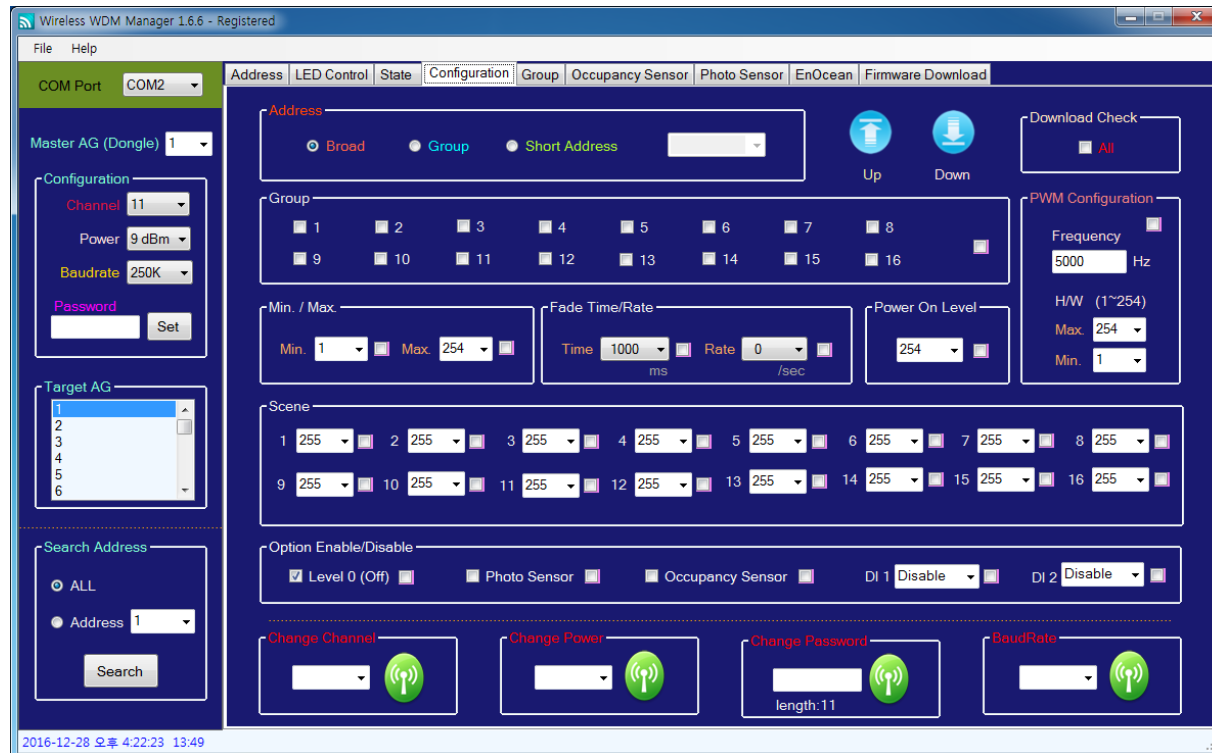 Wireless WDM Manager 1.6.6 - Registered
File Help
COM Port COM2
Address LED Control State Configuration Group Occupancy Sensor Photo Sensor EnOcean Firmware Download
Master AG (Dongle) 1
Configuration
Channel 11
Power 9 dBm
Baudrate 250K
Password
Set
Target AG
1
2
3
4
5
6
Search Address
ALL
Address 1
Search
Address
Broad Group Short Address
Up Down
Download Check
All
Group
1 2 3 4 5 6 7 8
9 10 11 12 13 14 15 16
PWM Configuration
Frequency
5000 Hz
H/W (1~254)
Max. 254
Min. 1
Min. / Max.
Min. 1 Max. 254
Fade Time/Rate
Time 1000 Rate 0
ms /sec
Power On Level
254
Scene
1 255 2 255 3 255 4 255 5 255 6 255 7 255 8 255
9 255 10 255 11 255 12 255 13 255 14 255 15 255 16 255
Option Enable/Disable
Level 0 (Off) Photo Sensor Occupancy Sensor DI 1 Disable DI 2 Disable
Change Channel Change Power Change Password BaudRate
length:11
2016-12-28 오후 4:22:23 13:49